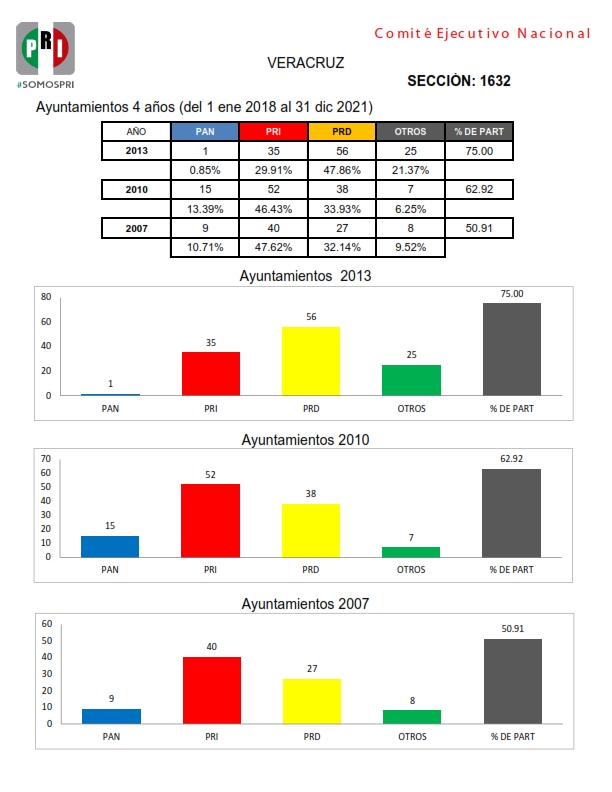 Comité Ejecutivo Nacional
PRI
#SOMOSPRI
VERACRUZ
SECCIÓN: 1632
Ayuntamientos 4 años (del 1 ene 2018 al 31 dic 2021)
AÑO PAN PRI PRD OTROS % DE PART
2013 1 35 56 25 75.00
0.85% 29.91% 47.86% 21.37%
2010 15 52 38 7 62.92
13.39% 46.43% 33.93% 6.25%
2007 9 40 27 8 50.91
10.71% 47.62% 32.14% 9.52%
Ayuntamientos 2013
80
60
40
20
0
1
35
56
25
75.00
PAN PRI PRD OTROS % DE PART
Ayuntamientos 2010
70
60
50
40
30
20
10
0
15
52
38
7
62.92
PAN PRI PRD OTROS % DE PART
Ayuntamientos 2007
60
50
40
30
20
10
0
9
40
27
8
50.91
PAN PRI PRD OTROS % DE PART